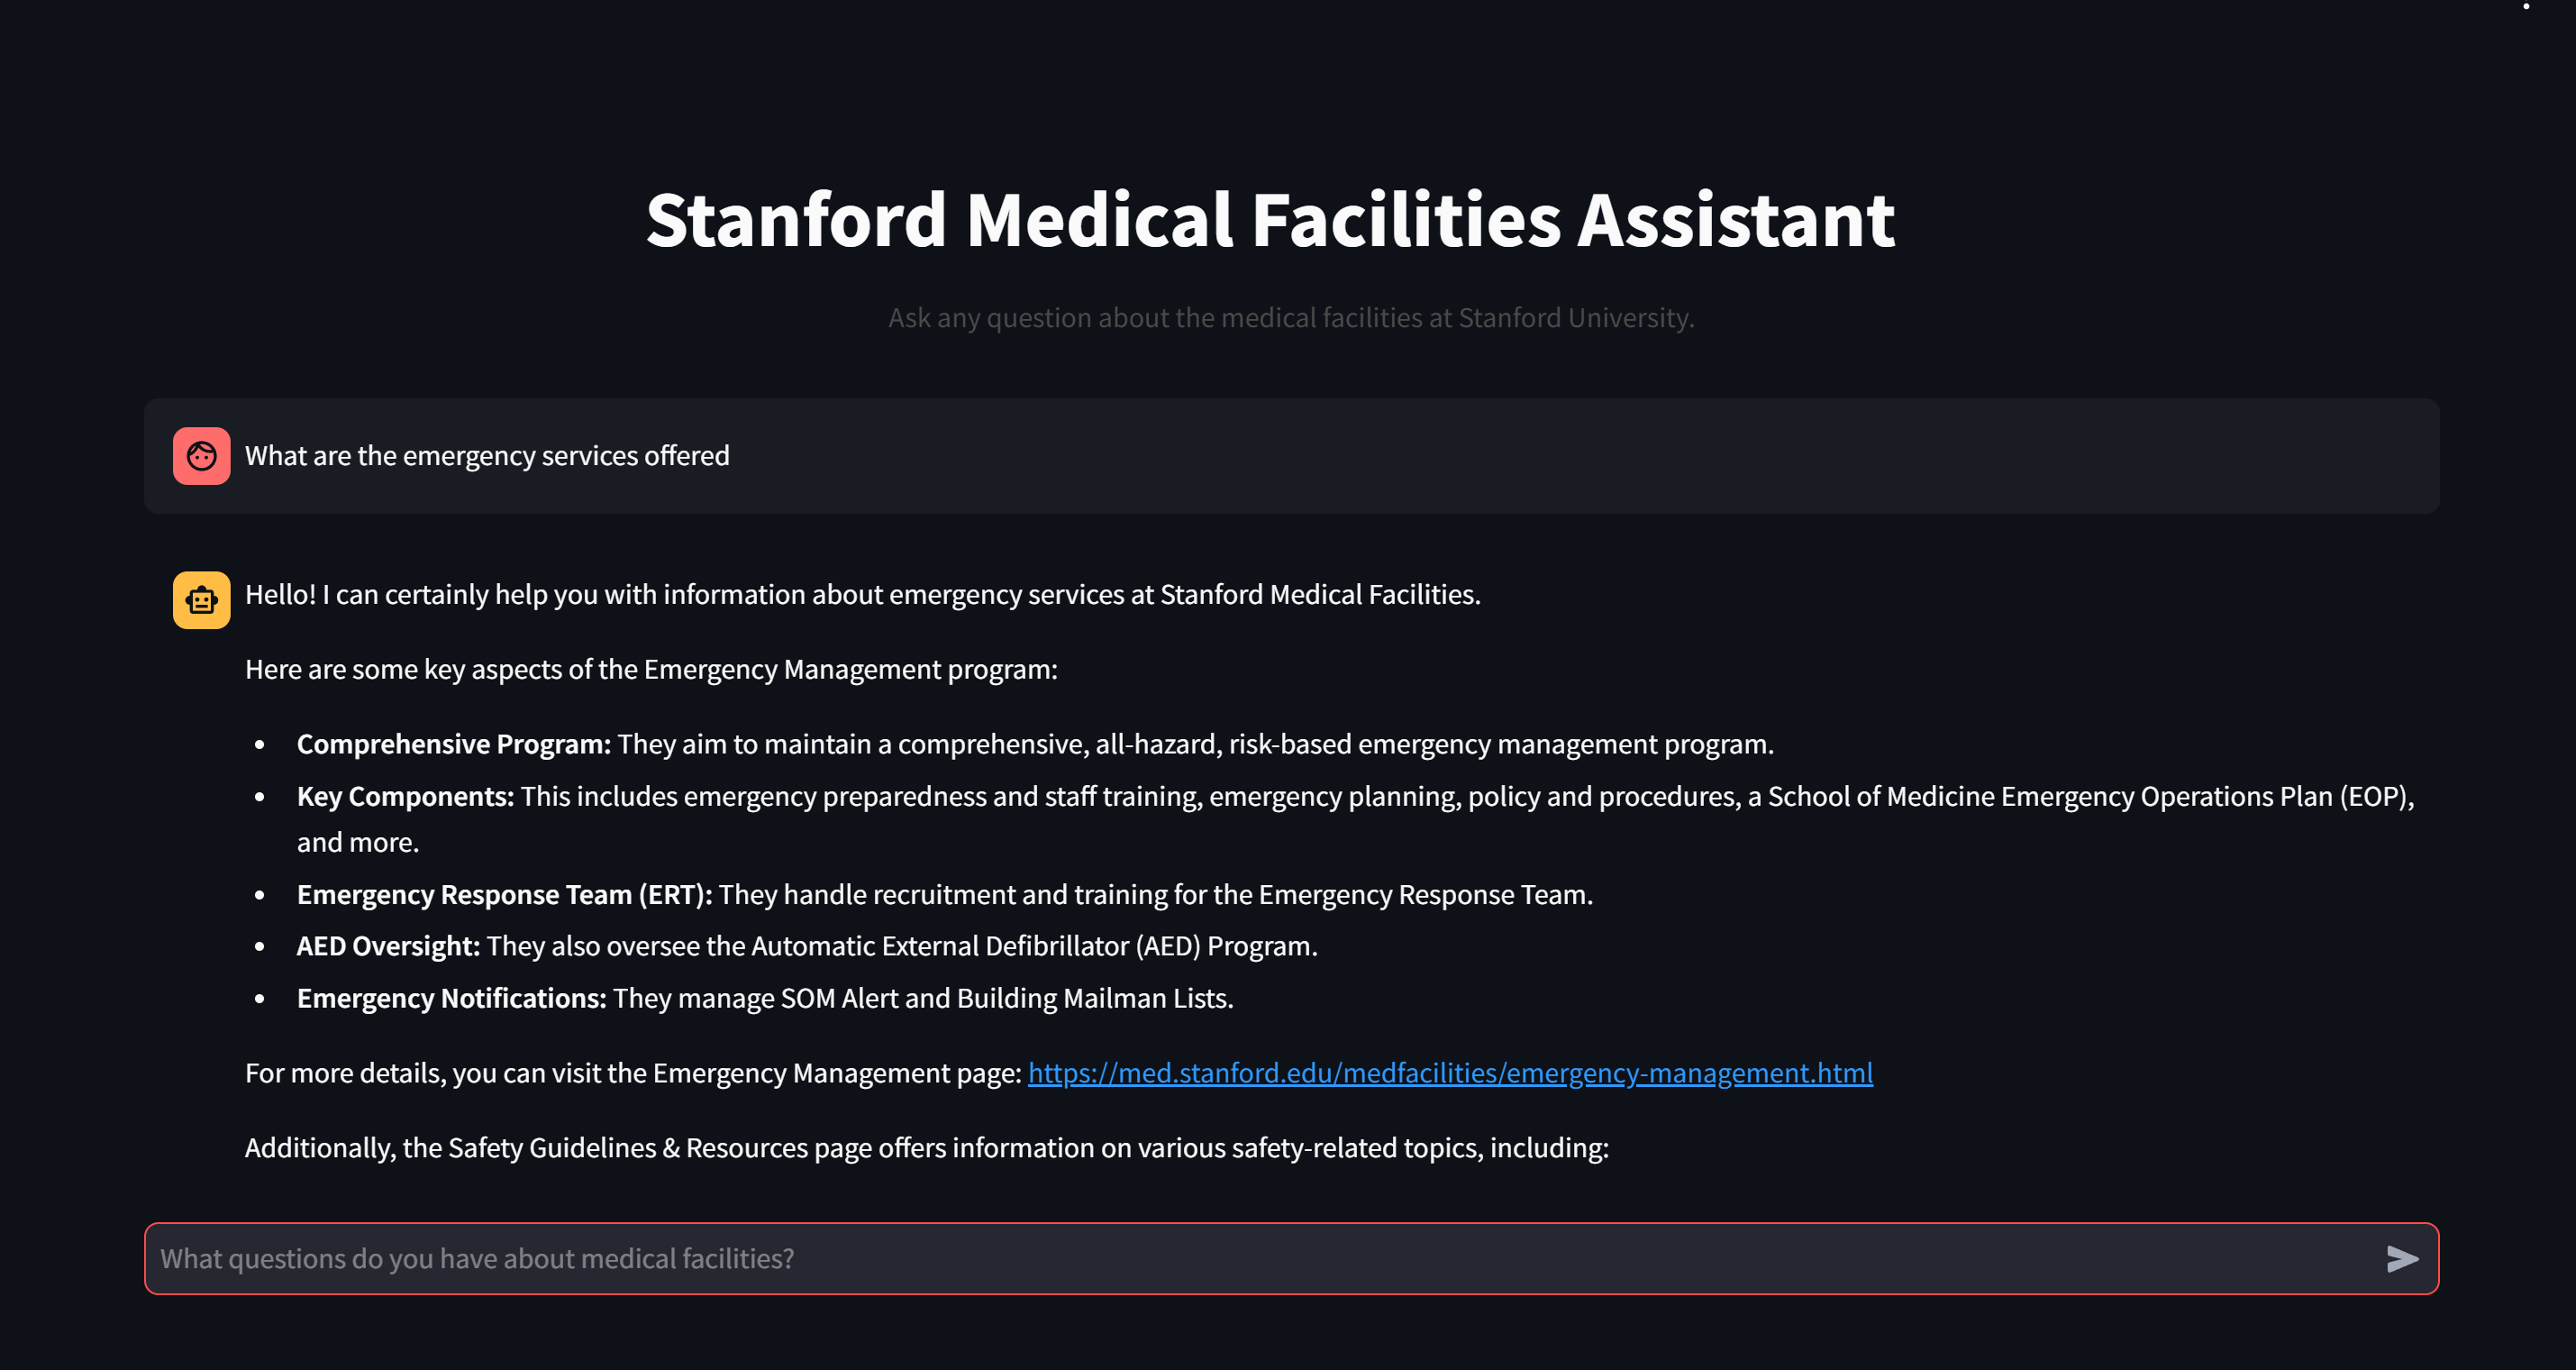 Stanford Medical Facilities Assistant
Ask any question about the medical facilities at Stanford University.
What are the emergency services offered
Hello! I can certainly help you with information about emergency services at Stanford Medical Facilities.
Here are some key aspects of the Emergency Management program:
• Comprehensive Program: They aim to maintain a comprehensive, all-hazard, risk-based emergency management program.
• Key Components: This includes emergency preparedness and staff training, emergency planning, policy and procedures, a School of Medicine Emergency Operations Plan (EOP),
and more.
• Emergency Response Team (ERT): They handle recruitment and training for the Emergency Response Team.
• AED Oversight: They also oversee the Automatic External Defibrillator (AED) Program.
• Emergency Notifications: They manage SOM Alert and Building Mailman Lists.
For more details, you can visit the Emergency Management page: https://med.stanford.edu/medfacilities/emergency-management.html
Additionally, the Safety Guidelines & Resources page offers information on various safety-related topics, including:
What questions do you have about medical facilities?